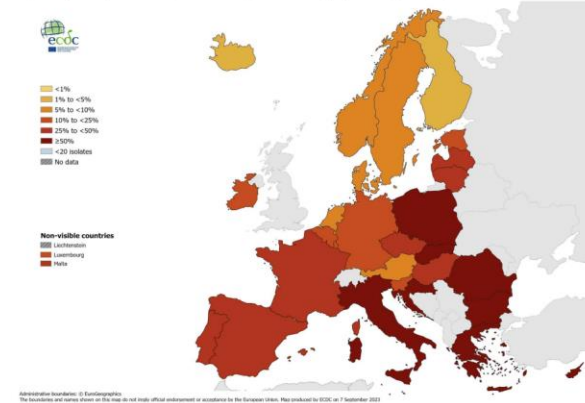 ecdc
<1%
1% to <5%
5% to <10%
10% to <25%
25% to <50%
≥50%
<20 isolates
No data
Non-visible countries
Liechtenstein
Luxembourg
Malta
Administrative boundaries: © EuroGeographics
The boundaries and names shown on this map do not imply official endorsement or acceptance by the European Union. Map produced by ECDC on 7 September 2023